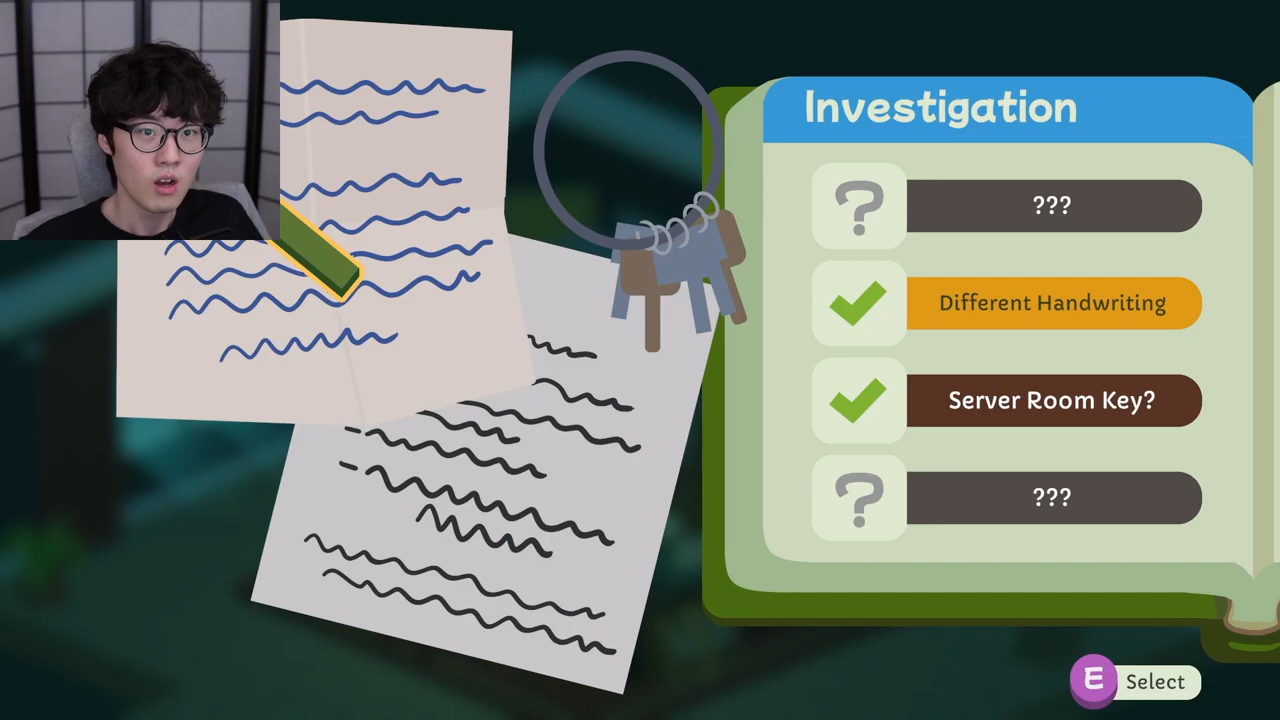 Investigation
???
Different Handwriting
Server Room Key?
???
E Select